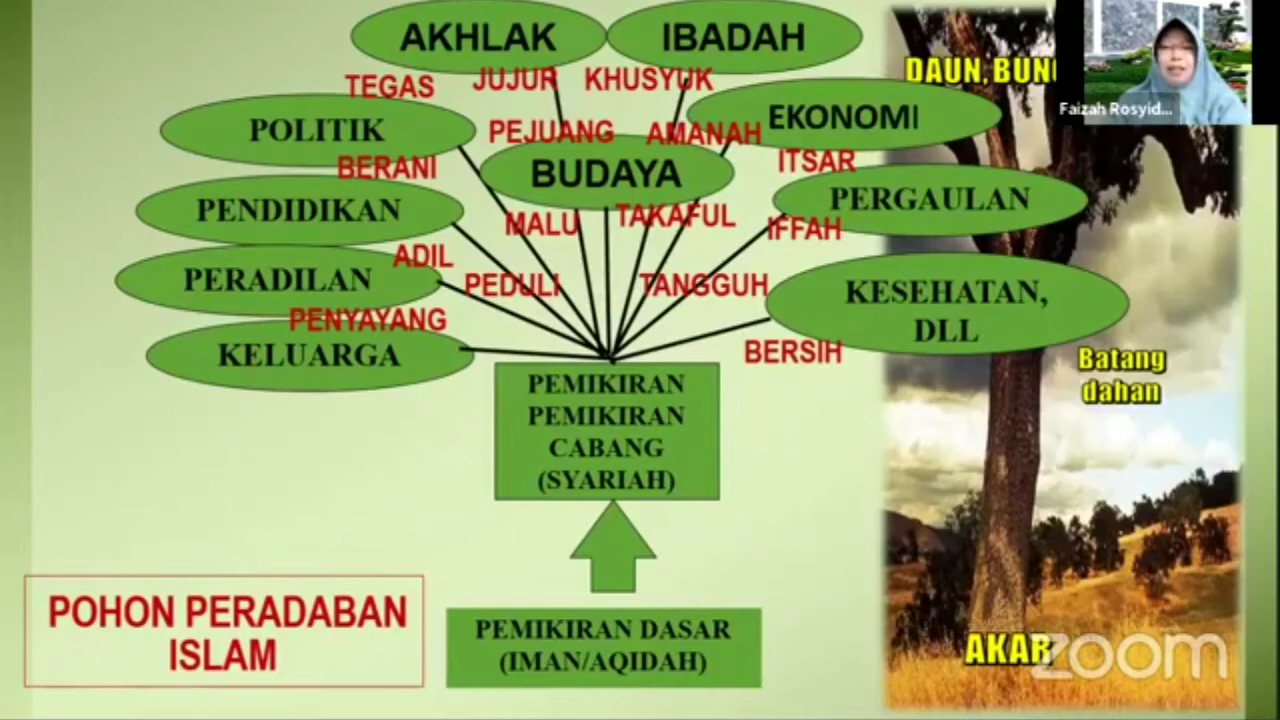 AKHLAK
IBADAH
TEGAS
JUJUR
KHUSYUK
DAUN, BUN
Faizah Rosyid...
POLITIK
PEJUANG
AMANAH
EKONOMI
BERANI
BUDAYA
ITSAR
PENDIDIKAN
MALU
TAKAFUL
IFFAH
PERGAULAN
ADIL
PERADILAN
PEDULI
TANGGUH
KESEHATAN,
DLL
PENYAYANG
KELUARGA
BERSIH
Batang
dahan
PEMIKIRAN
PEMIKIRAN
CABANG
(SYARIAH)
POHON PERADABAN
ISLAM
PEMIKIRAN DASAR
(IMAN/AQIDAH)
AKAR
zoom